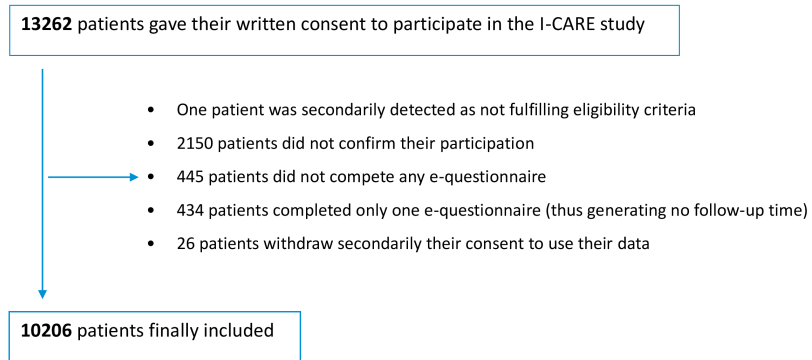 13262 patients gave their written consent to participate in the I-CARE study
• One patient was secondarily detected as not fulfilling eligibility criteria
• 2150 patients did not confirm their participation
• 445 patients did not compete any e-questionnaire
• 434 patients completed only one e-questionnaire (thus generating no follow-up time)
• 26 patients withdraw secondarily their consent to use their data
10206 patients finally included